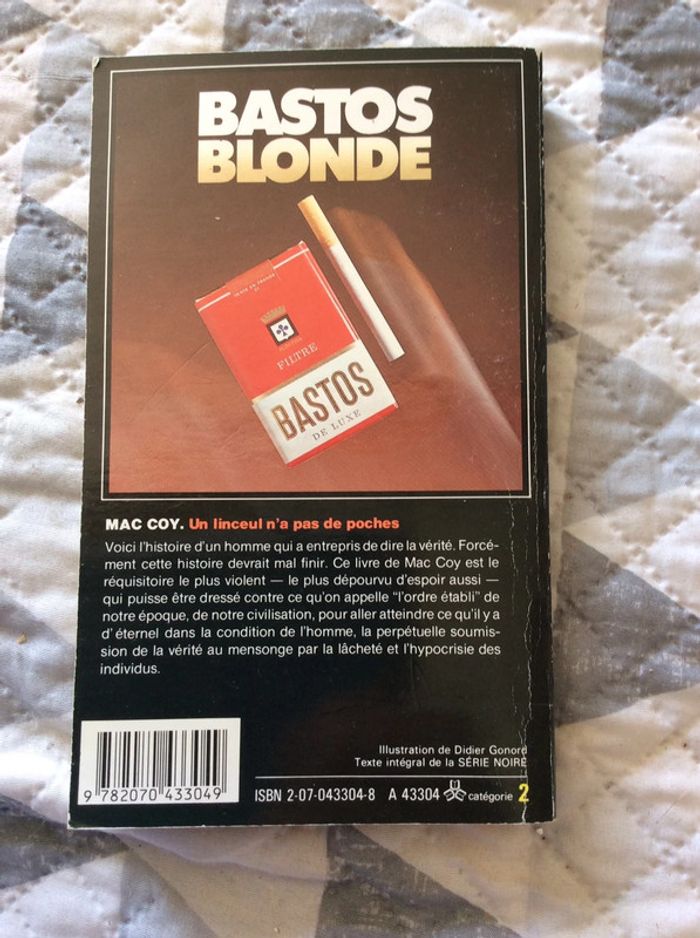 BASTOS
BLONDE
FILTRE
BASTOS
DE LUXE
MAC COY. Un linceul n'a pas de poches
Voici l'histoire d'un homme qui a entrepris de dire la vérité. Forcé-
ment cette histoire devrait mal finir. Ce livre de Mac Coy est le
réquisitoire le plus violent — le plus dépourvu d'espoir aussi —
qui puisse être dressé contre ce qu'on appelle "l'ordre établi" de
notre époque, de notre civilisation, pour aller atteindre ce qu'il y a
d'éternel dans la condition de l'homme, la perpétuelle soumis-
sion de la vérité au mensonge par la lâcheté et l'hypocrisie des
individus.
Illustration de Didier Gonord
Texte intégral de la SÉRIE NOIRE
9 782070 433049
ISBN 2-07-043304-8 A 43304 catégorie 2